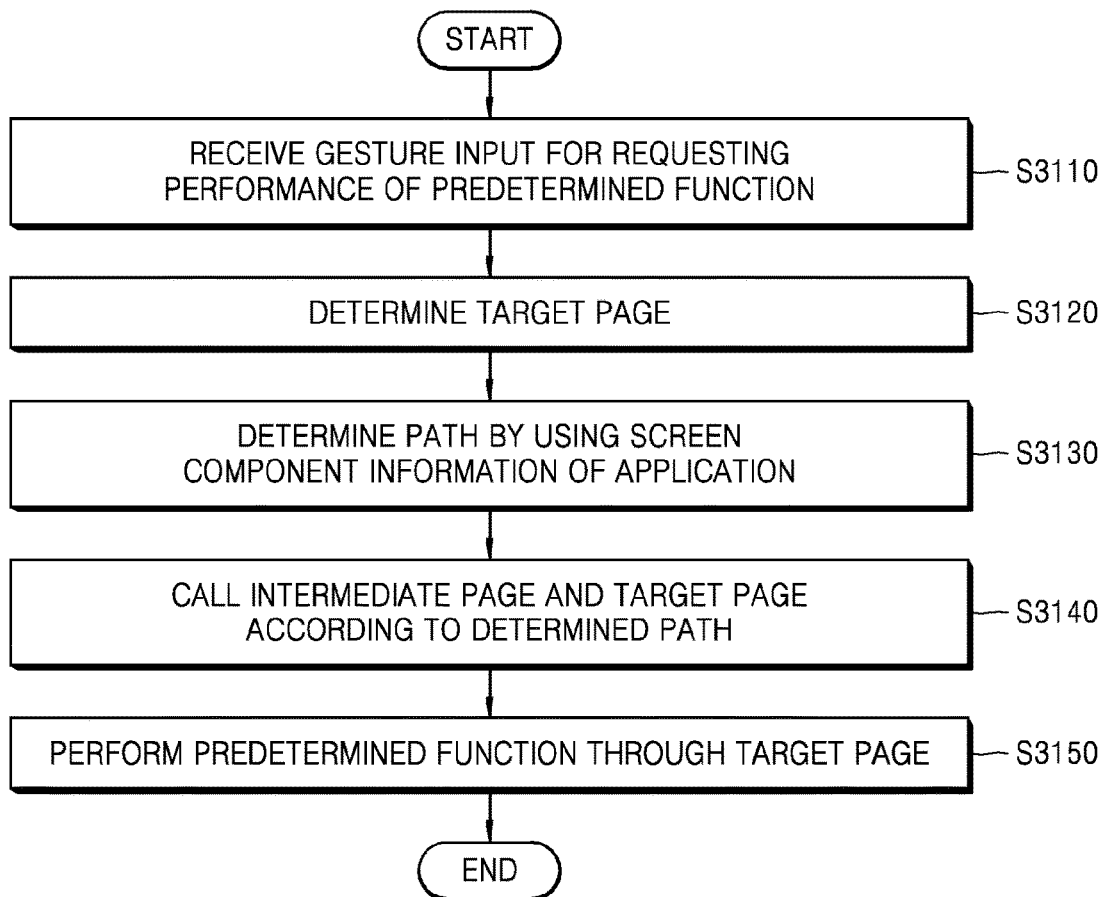 START
RECEIVE GESTURE INPUT FOR REQUESTING
PERFORMANCE OF PREDETERMINED FUNCTION
S3110
DETERMINE TARGET PAGE
S3120
DETERMINE PATH BY USING SCREEN
COMPONENT INFORMATION OF APPLICATION
S3130
CALL INTERMEDIATE PAGE AND TARGET PAGE
ACCORDING TO DETERMINED PATH
S3140
PERFORM PREDETERMINED FUNCTION THROUGH TARGET PAGE
S3150
END